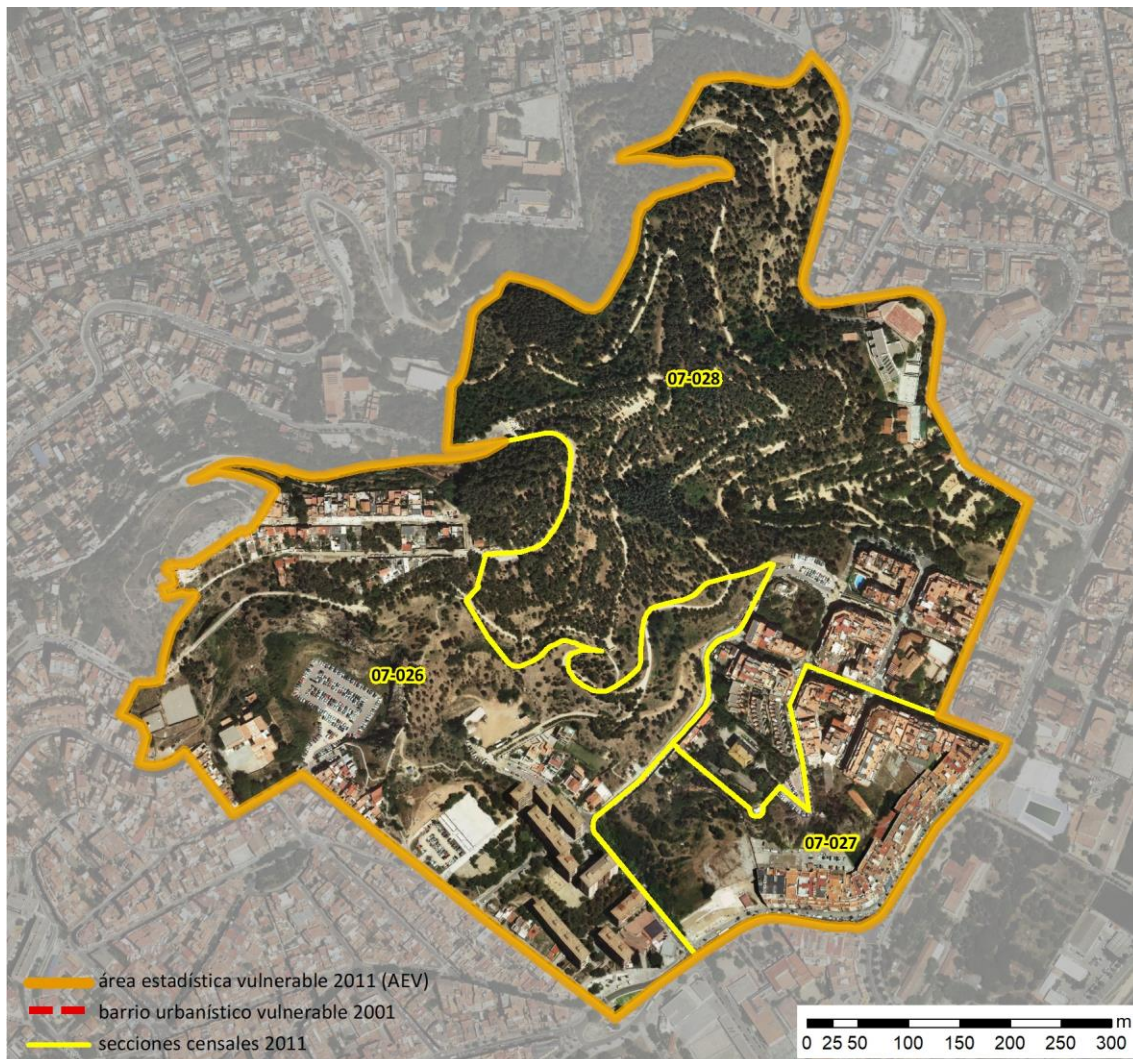 07-028
07-026
07-027
área estadística vulnerable 2011 (AEV)
barrio urbanístico vulnerable 2001
secciones censales 2011
m
0 25 50 100 150 200 250 300